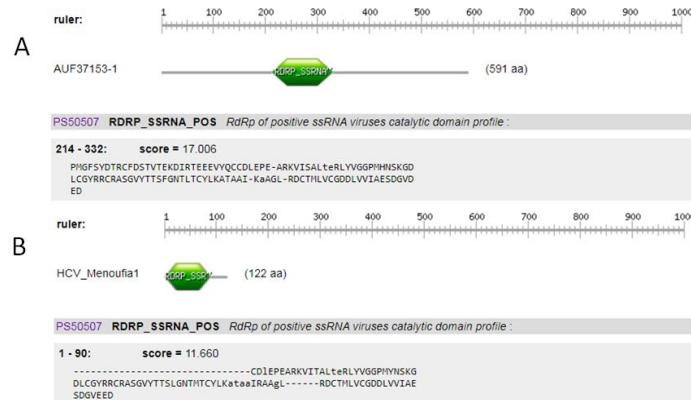 ruler:
1 100 200 300 400 500 600 700 800 900 1000
A
AUF37153-1
RDRP_SSRNA
(591 aa)
PS50507 RDRP_SSRNA_POS RdRp of positive ssRNA viruses catalytic domain profile :
214 - 332: score = 17.006
PMGFSYDTRCFDSTVTEKDIRTEEEVYQCCDLEPE-ARKVISALteRLYVGGPMHNSKGD
LCGYRRCRASGVYTTSFGNTLTCYLKATAAI-KaAGL-RDCTMLVCGDDLVVIAESDGVD
ED
ruler:
1 100 200 300 400 500 600 700 800 900 1000
B
HCV_Menoufia1
RDRP_SSR
(122 aa)
PS50507 RDRP_SSRNA_POS RdRp of positive ssRNA viruses catalytic domain profile :
1 - 90: score = 11.660
------------------------------CDlEPEARKVITALteRLYVGGPMYNSKG
DLCGYRRCRASGVYTTSLGNTMTCYLKataaIRAAgL------RDCTMLVCGDDLVVIAE
SDGVEED